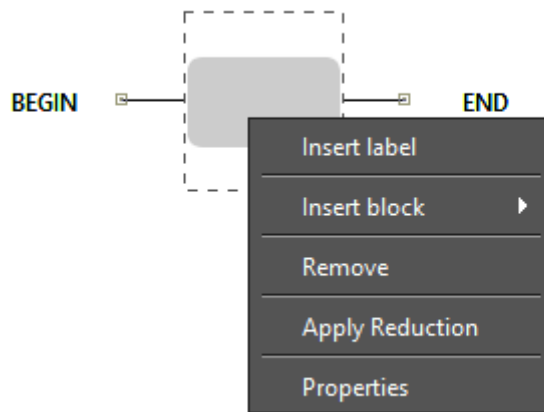 BEGIN
END
Insert label
Insert block
Remove
Apply Reduction
Properties